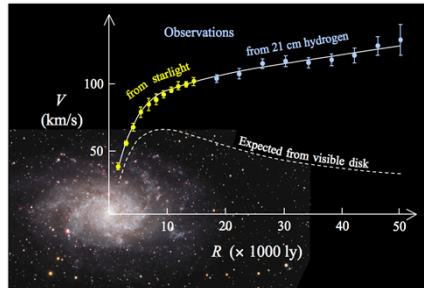 Observations
from starlight
from 21 cm hydrogen
V
(km/s)
100
50
Expected from visible disk
10
20
30
40
50
R (× 1000 ly)